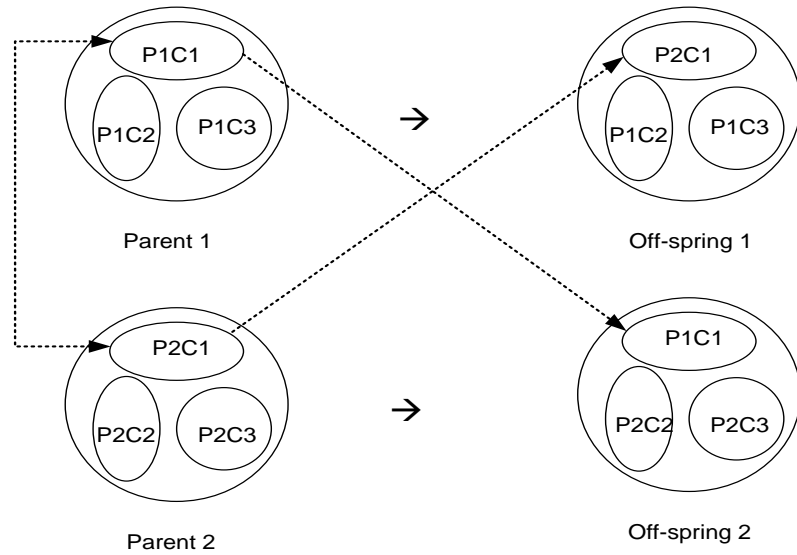 P1C1
P1C2
P1C3
Parent 1
→
P2C1
P1C2
P1C3
Off-spring 1
P2C1
P2C2
P2C3
Parent 2
→
P1C1
P2C2
P2C3
Off-spring 2